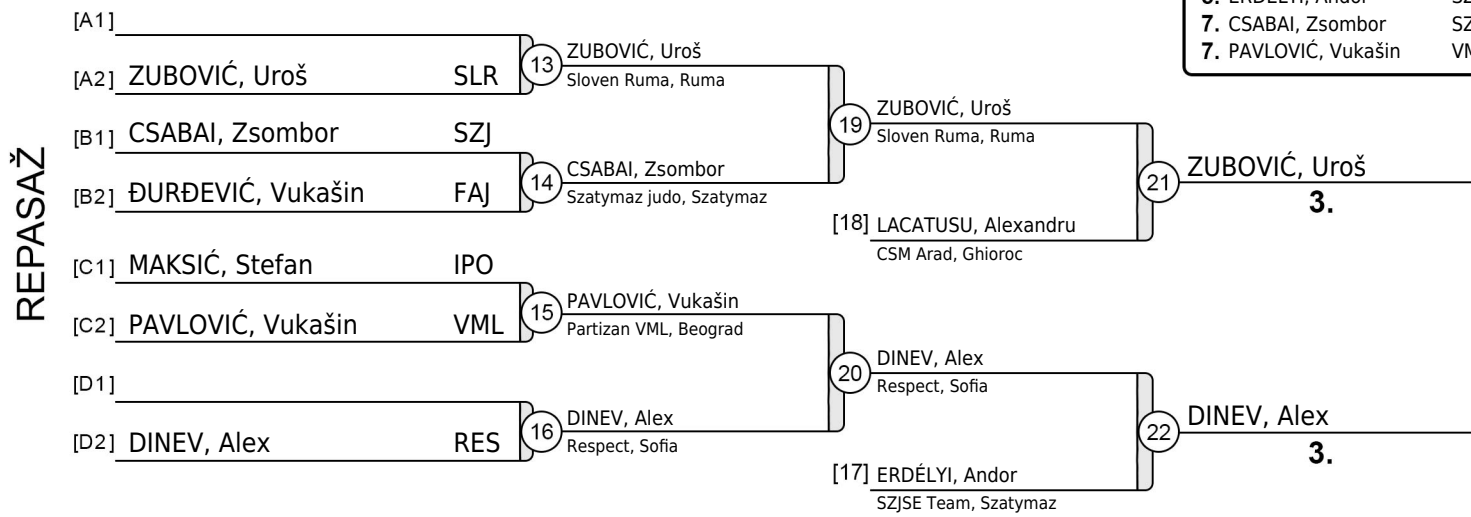 ERDÉLYI, Andor
7. CSABAI, Zsombor SZ
7. PAVLOVIĆ, Vukašin
REPASAŽ
[A1]
[A2] ZUBOVIĆ, Uroš SLR
13 ZUBOVIĆ, Uroš
Sloven Ruma, Ruma
[B1] CSABAI, Zsombor SZJ
[B2] ĐURĐEVIĆ, Vukašin FAJ
14 CSABAI, Zsombor
Szatymaz judo, Szatymaz
19 ZUBOVIĆ, Uroš
Sloven Ruma, Ruma
[18] LACATUSU, Alexandru
CSM Arad, Ghioroc
21 ZUBOVIĆ, Uroš
3.
[C1] MAKSIĆ, Stefan IPO
[C2] PAVLOVIĆ, Vukašin VML
15 PAVLOVIĆ, Vukašin
Partizan VML, Beograd
[D1]
[D2] DINEV, Alex RES
16 DINEV, Alex
Respect, Sofia
20 DINEV, Alex
Respect, Sofia
[17] ERDÉLYI, Andor
SZJSE Team, Szatymaz
22 DINEV, Alex
3.